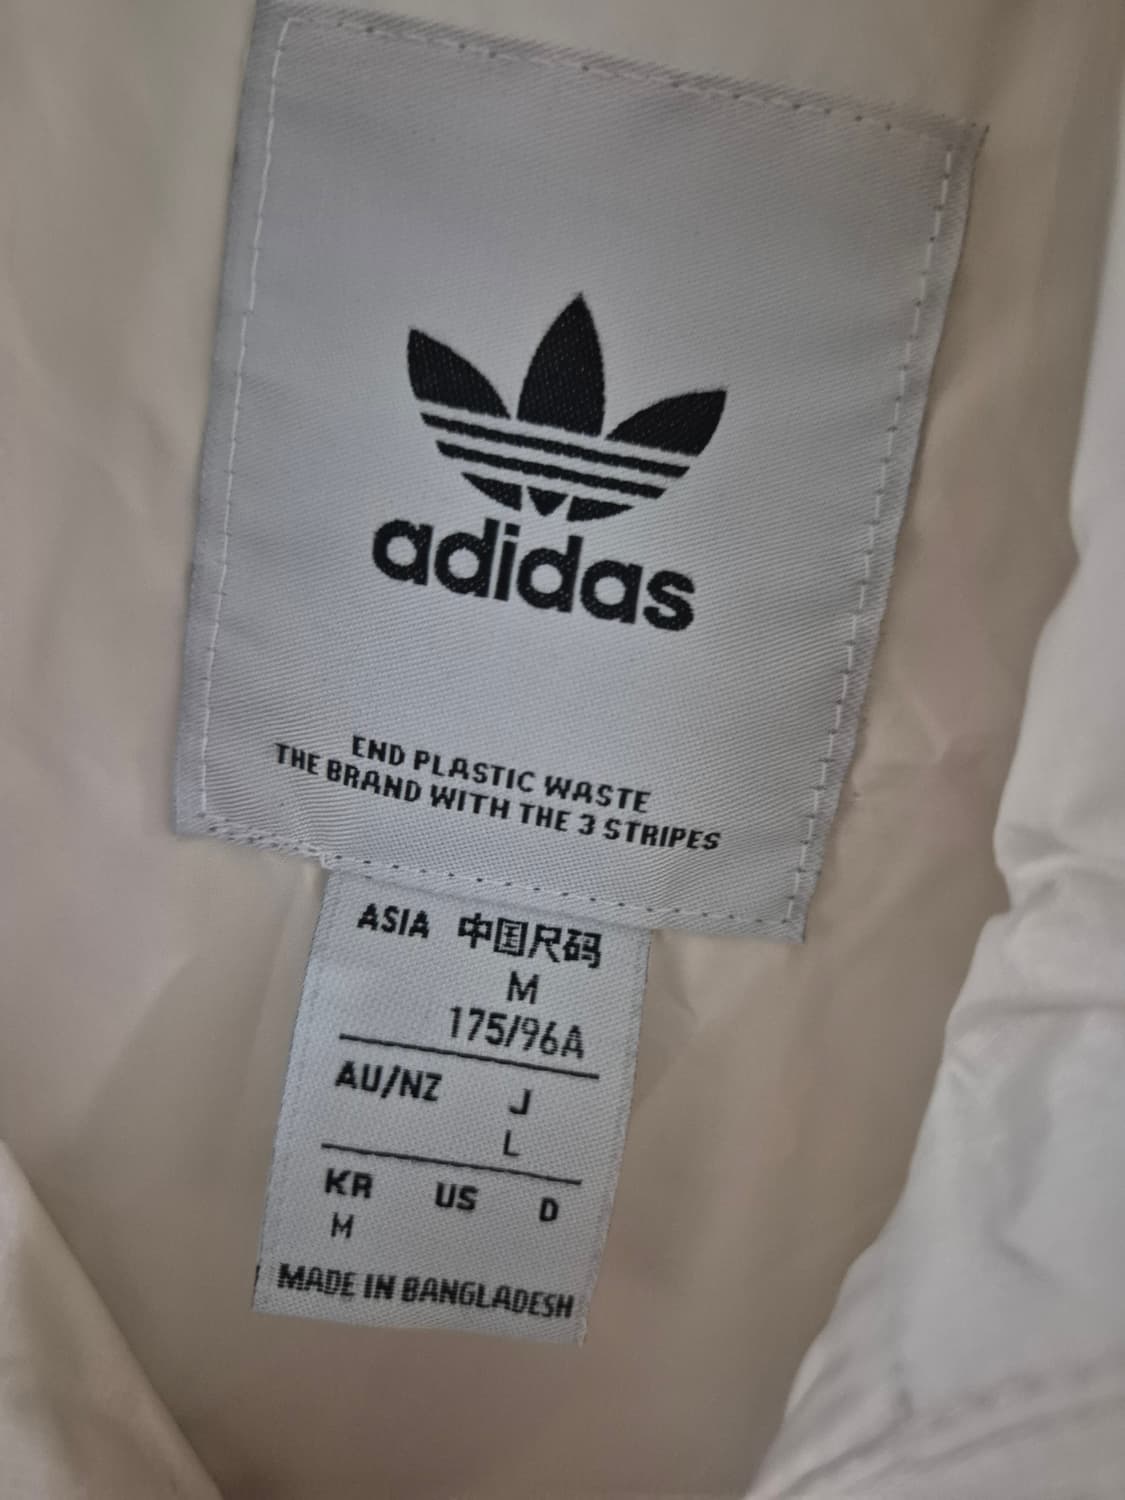 adidas
END PLASTIC WASTE
THE BRAND WITH THE 3 STRIPES
ASIA 中国尺码
M
175/96A
AU/NZ J
L
KR US D
M
MADE IN BANGLADESH